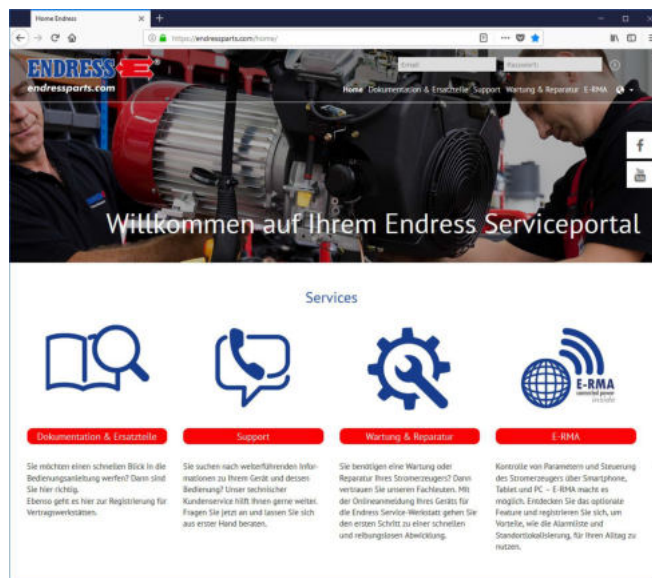 Home Endress
https://endressparts.com/home/
ENDRESS
endressparts.com
Email:
Passwort:
Home Dokumentation & Ersatzteile Support Wartung & Reparatur E-RMA
Willkommen auf Ihrem Endress Serviceportal
Services
E-RMA
connected power
inside
Dokumentation & Ersatzteile
Sie möchten einen schnellen Blick in die
Bedienungsanleitung werfen? Dann sind
Sie hier richtig.
Ebenso geht es hier zur Registrierung für
Vertragswerkstätten.
Support
Sie suchen nach weiterführenden Infor-
mationen zu Ihrem Gerät und dessen
Bedienung? Unser technischer
Kundenservice hilft Ihnen gerne weiter.
Fragen Sie jetzt an und lassen Sie sich
aus erster Hand beraten.
Wartung & Reparatur
Sie benötigen eine Wartung oder
Reparatur Ihres Stromerzeugers? Dann
vertrauen Sie unseren Fachleuten. Mit
der Onlineanmeldung Ihres Geräts für
die Endress Service-Werkstatt gehen Sie
den ersten Schritt zu einer schnellen
und reibungslosen Abwicklung.
E-RMA
Kontrolle von Parametern und Steuerung
des Stromerzeugers über Smartphone,
Tablet und PC – E-RMA macht es
möglich. Entdecken Sie das optionale
Feature und registrieren Sie sich, um
Vorteile, wie die Alarmliste und
Standortlokalisierung, für Ihren Alltag zu
nutzen.